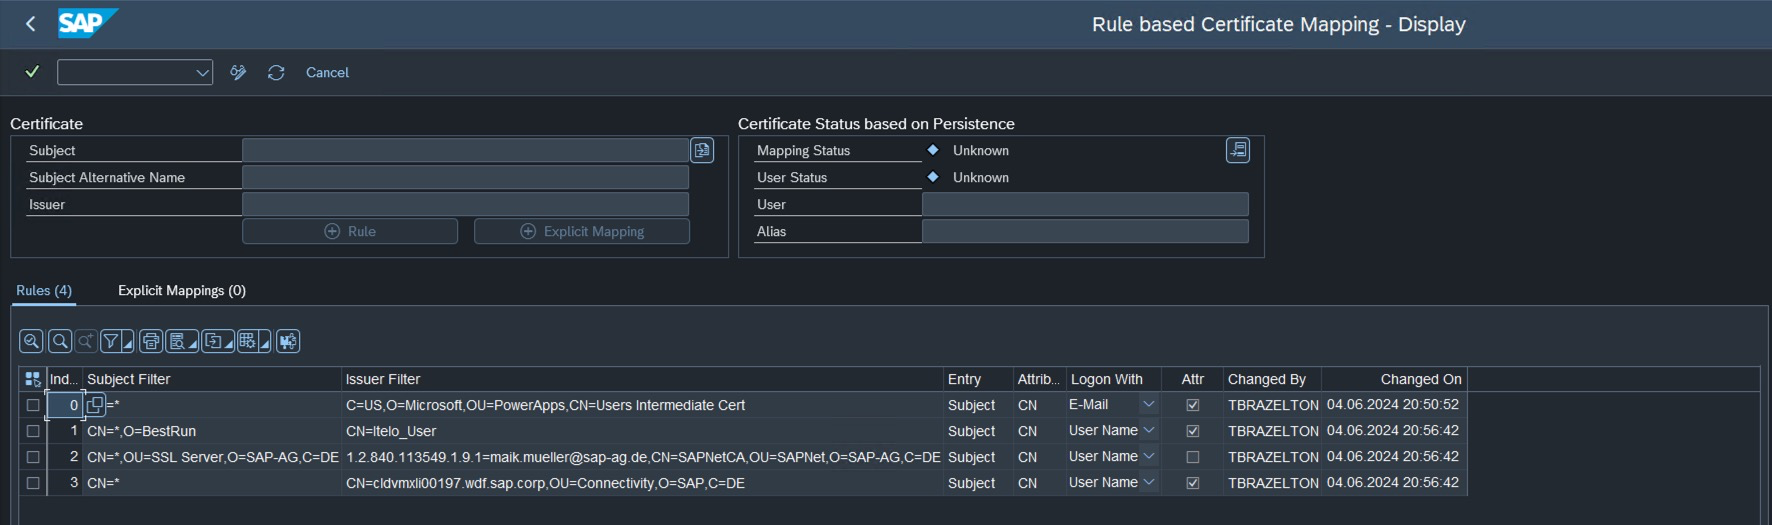 SAP
Rule based Certificate Mapping - Display
Cancel
Certificate
Subject
Subject Alternative Name
Issuer
Rule
Explicit Mapping
Certificate Status based on Persistence
Mapping Status Unknown
User Status Unknown
User
Alias
Rules (4) Explicit Mappings (0)
Ind... Subject Filter Issuer Filter Entry Attrib... Logon With Attr Changed By Changed On
0 =* C=US,O=Microsoft,OU=PowerApps,CN=Users Intermediate Cert Subject CN E-Mail TBRAZELTON 04.06.2024 20:50:52
1 CN=*,O=BestRun CN=Itelo_User Subject CN User Name TBRAZELTON 04.06.2024 20:56:42
2 CN=*,OU=SSL Server,O=SAP-AG,C=DE 1.2.840.113549.1.9.1=maik.mueller@sap-ag.de,CN=SAPNetCA,OU=SAPNet,O=SAP-AG,C=DE Subject CN User Name TBRAZELTON 04.06.2024 20:56:42
3 CN=* CN=cldvmxli00197.wdf.sap.corp,OU=Connectivity,O=SAP,C=DE Subject CN User Name TBRAZELTON 04.06.2024 20:56:42